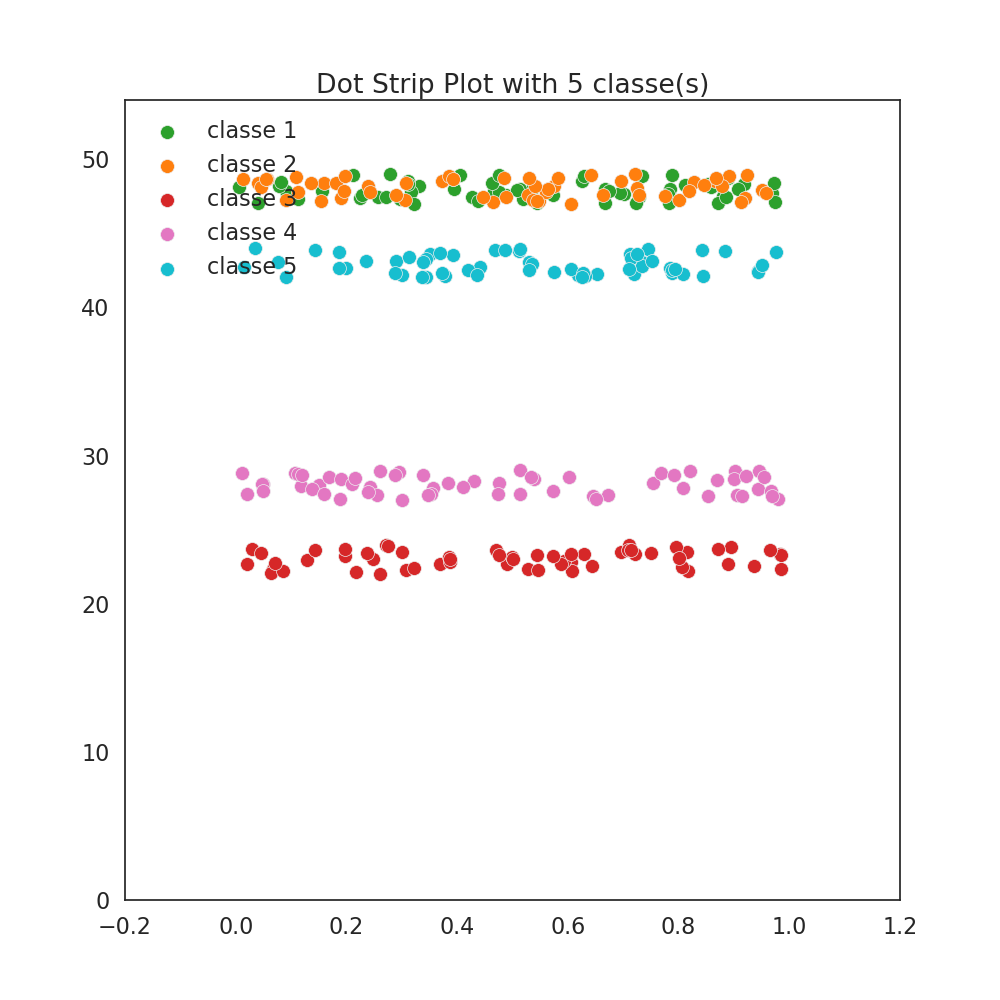 Dot Strip Plot with 5 classe(s)
classe 1
classe 2
classe 3
classe 4
classe 5
50
40
30
20
10
0
−0.2 0.0 0.2 0.4 0.6 0.8 1.0 1.2